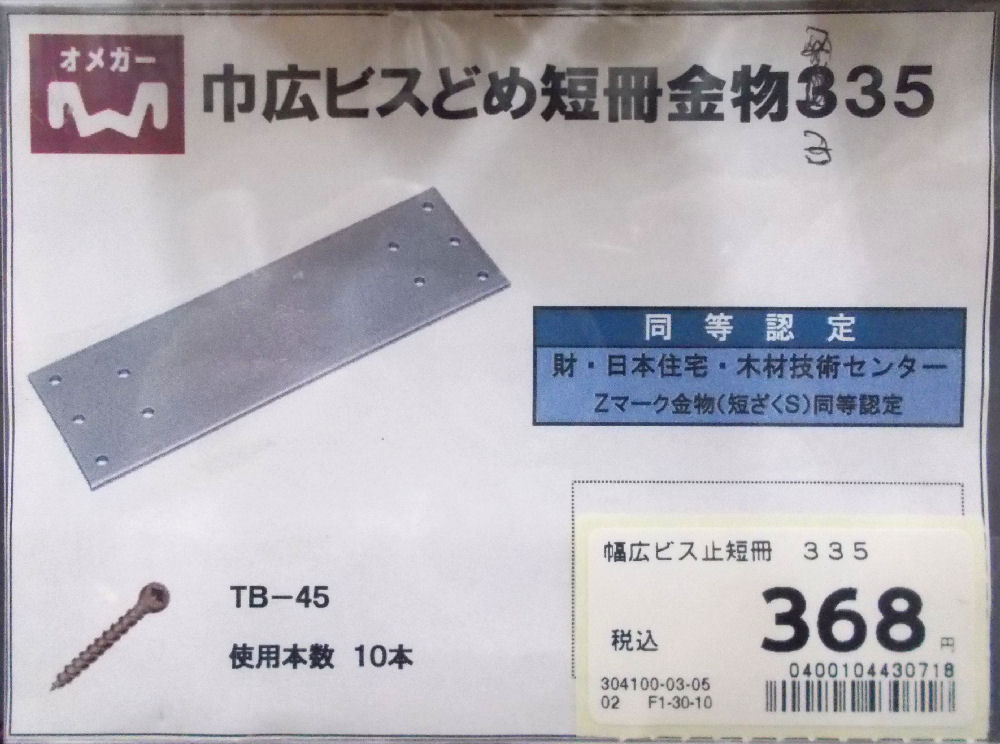 オメガー
巾広ビスどめ短冊金物335
同等認定
財・日本住宅・木材技術センター
Zマーク金物(短ざくS)同等認定
TB-45
使用本数 10本
幅広ビス止短冊 335
税込 368円
0400104430718
304100-03-05
02 F1-30-10